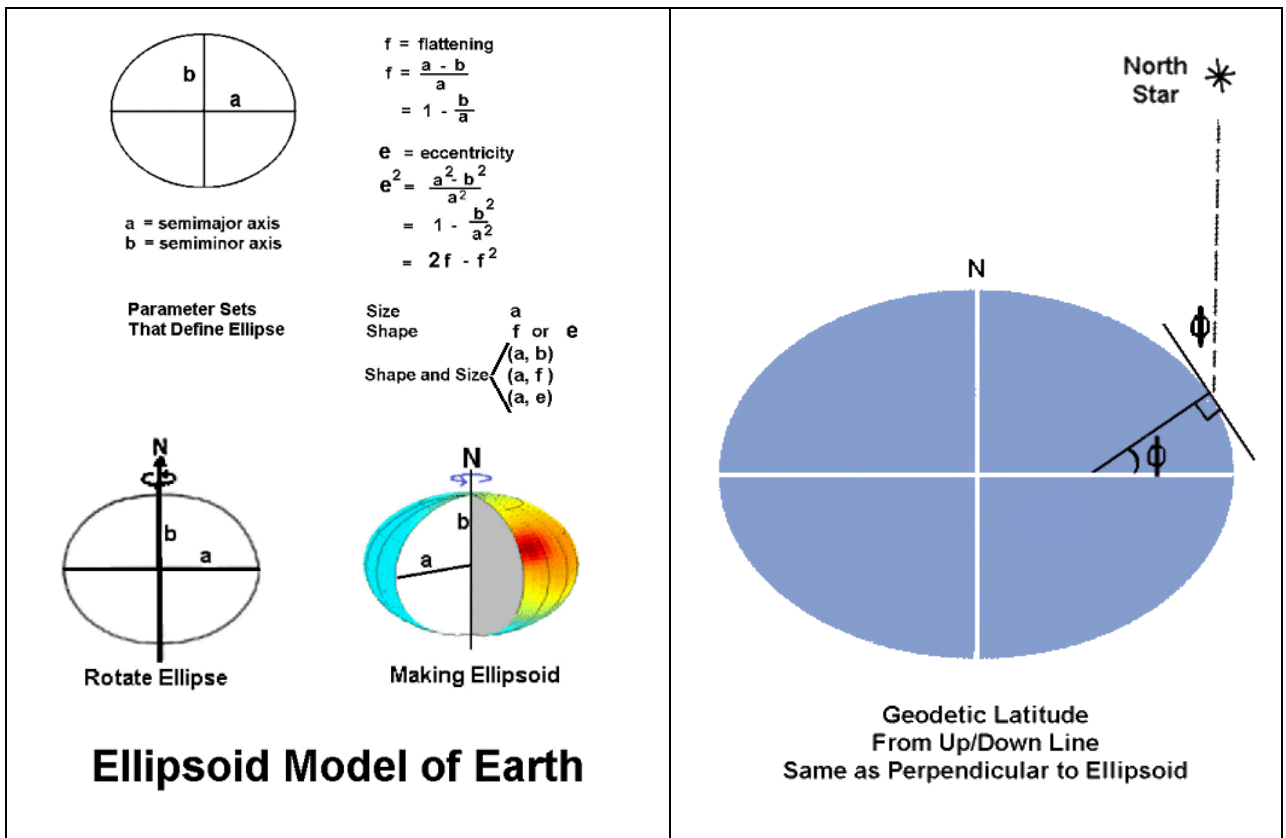 b
a
a = semimajor axis
b = semiminor axis
f = flattening
f = a - b / a
= 1 - b / a
e = eccentricity
e² = a² - b² / a²
= 1 - b² / a²
= 2f - f²
Parameter Sets
That Define Ellipse
Size a
Shape f or e
Shape and Size (a, b)
(a, f )
(a, e)
N
b
a
Rotate Ellipse
N
b
a
Making Ellipsoid
Ellipsoid Model of Earth
North
Star
N
ϕ
ϕ
Geodetic Latitude
From Up/Down Line
Same as Perpendicular to Ellipsoid